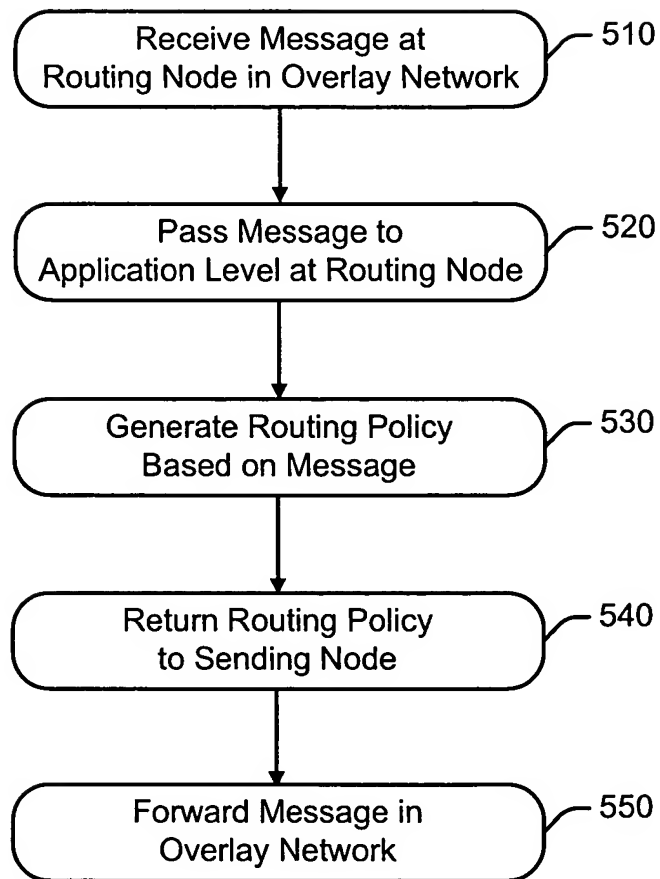 Receive Message at
Routing Node in Overlay Network
510
Pass Message to
Application Level at Routing Node
520
Generate Routing Policy
Based on Message
530
Return Routing Policy
to Sending Node
540
Forward Message in
Overlay Network
550